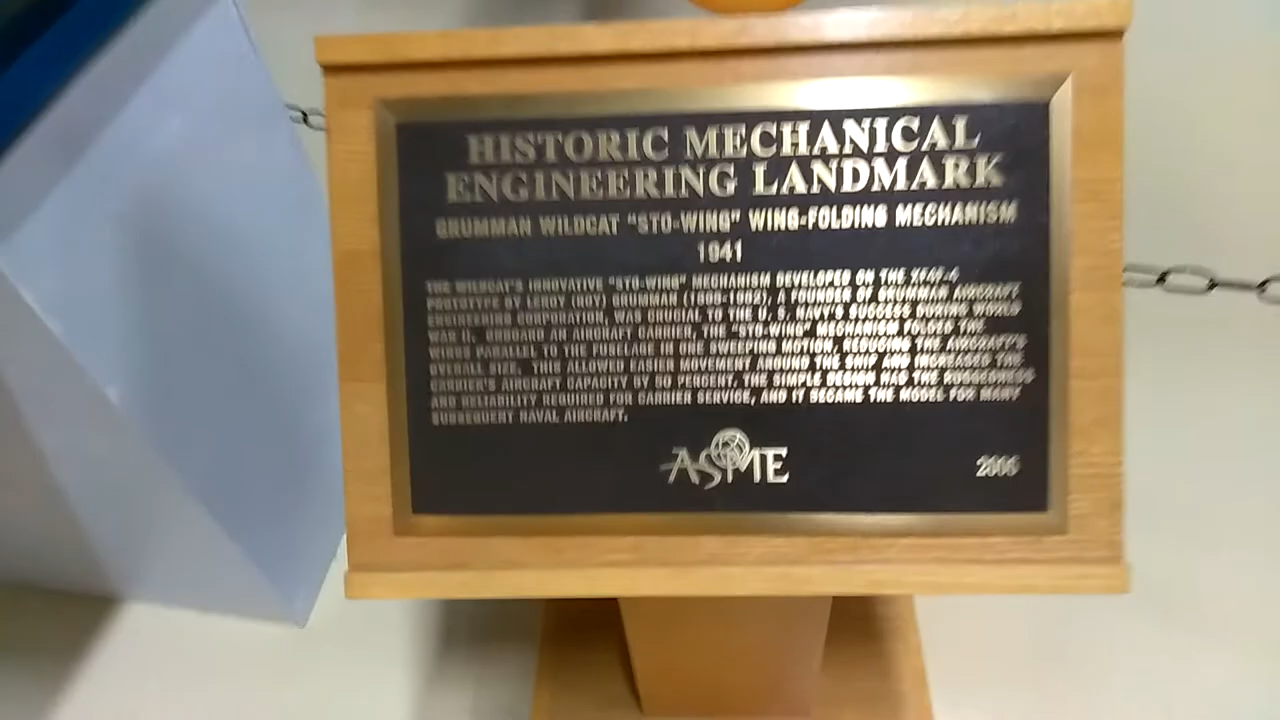 HISTORIC MECHANICAL
ENGINEERING LANDMARK
GRUMMAN WILDCAT "STO-WING" WING-FOLDING MECHANISM
1941
THE WILDCAT'S INNOVATIVE "STO-WING" MECHANISM DEVELOPED ON THE XF4F-4
PROTOTYPE BY LEROY (ROY) GRUMMAN (1895-1982), A FOUNDER OF GRUMMAN AIRCRAFT
ENGINEERING CORPORATION, WAS CRUCIAL TO THE U. S. NAVY'S SUCCESS DURING WORLD
WAR II. ONBOARD AN AIRCRAFT CARRIER, THE "STO-WING" MECHANISM FOLDED THE
WINGS PARALLEL TO THE FUSELAGE IN ONE SWEEPING MOTION, REDUCING THE AIRCRAFT'S
OVERALL SIZE. THIS ALLOWED EASIER MOVEMENT AROUND THE SHIP AND INCREASED THE
CARRIER'S AIRCRAFT CAPACITY BY 50 PERCENT. THE SIMPLE DESIGN HAS THE RUGGEDNESS
AND RELIABILITY REQUIRED FOR CARRIER SERVICE, AND IT BECAME THE MODEL FOR MANY
SUBSEQUENT NAVAL AIRCRAFT.
ASME
2006